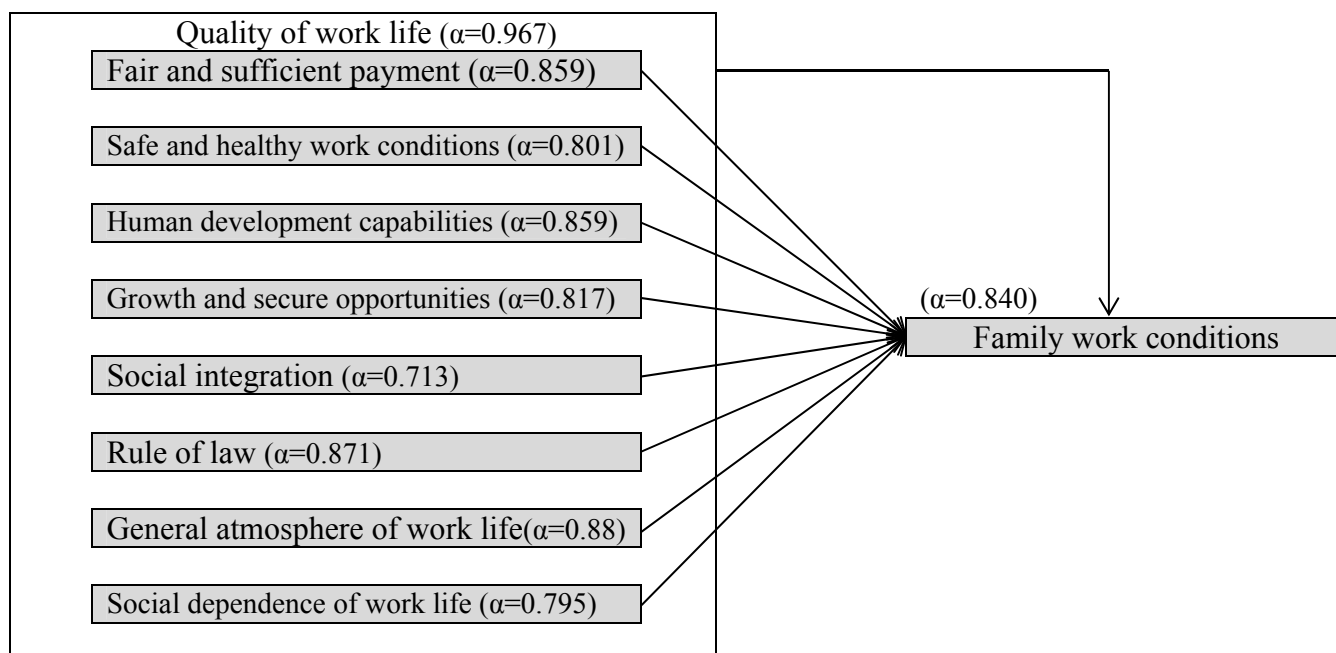 Quality of work life (α=0.967)
Fair and sufficient payment (α=0.859)
Safe and healthy work conditions (α=0.801)
Human development capabilities (α=0.859)
Growth and secure opportunities (α=0.817)
(α=0.840)
Family work conditions
Social integration (α=0.713)
Rule of law (α=0.871)
General atmosphere of work life(α=0.88)
Social dependence of work life (α=0.795)